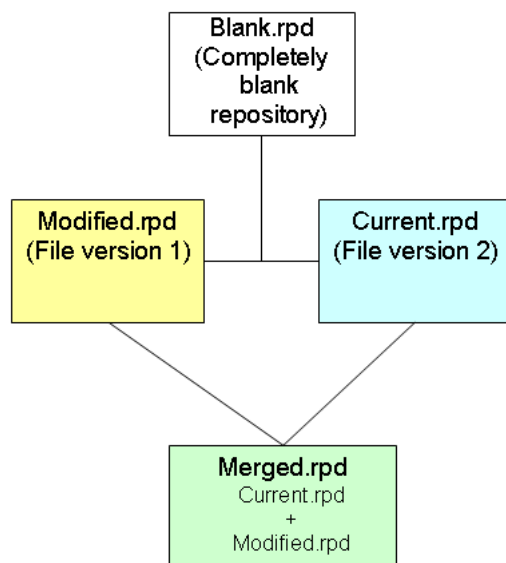 Blank.rpd
(Completely
blank
repository)
Modified.rpd
(File version 1)
Current.rpd
(File version 2)
Merged.rpd
Current.rpd
+
Modified.rpd